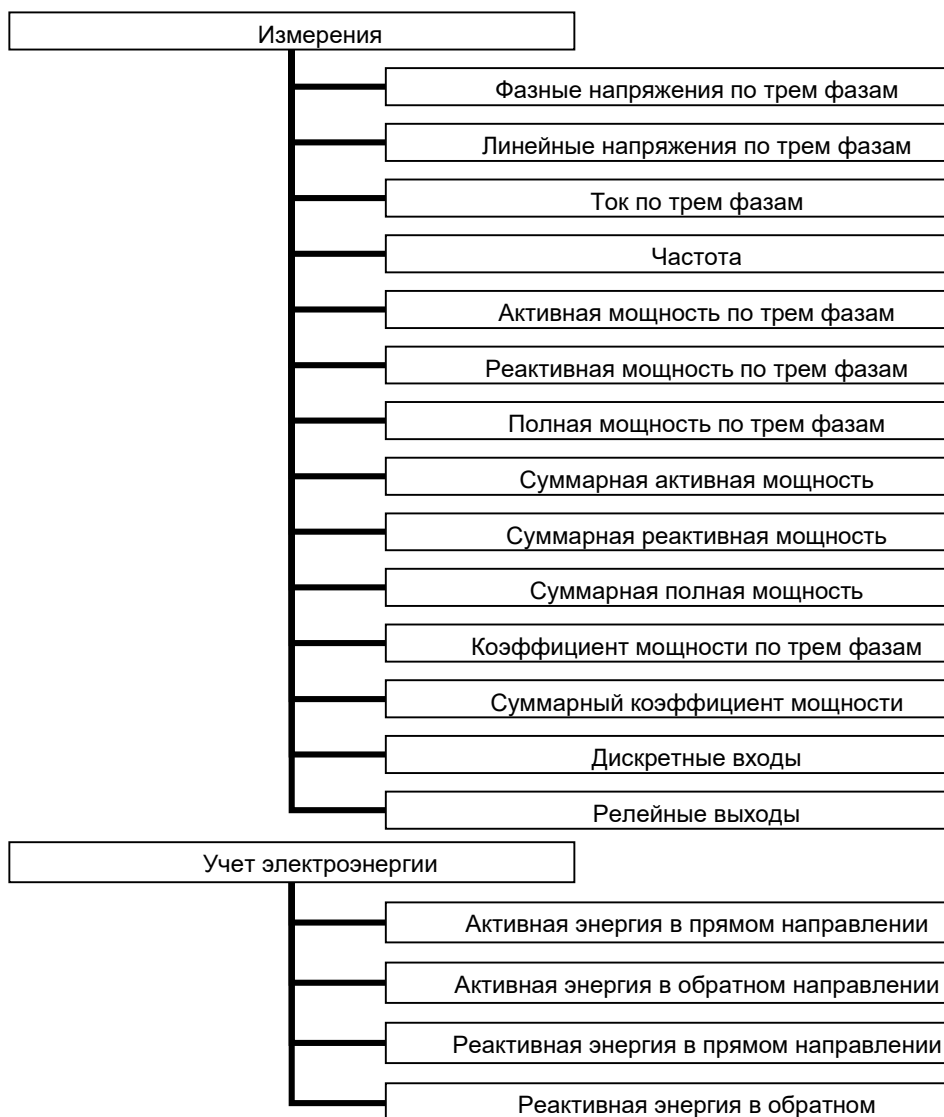 Измерения
Фазные напряжения по трем фазам
Линейные напряжения по трем фазам
Ток по трем фазам
Частота
Активная мощность по трем фазам
Реактивная мощность по трем фазам
Полная мощность по трем фазам
Суммарная активная мощность
Суммарная реактивная мощность
Суммарная полная мощность
Коэффициент мощности по трем фазам
Суммарный коэффициент мощности
Дискретные входы
Релейные выходы
Учет электроэнергии
Активная энергия в прямом направлении
Активная энергия в обратном направлении
Реактивная энергия в прямом направлении
Реактивная энергия в обратном